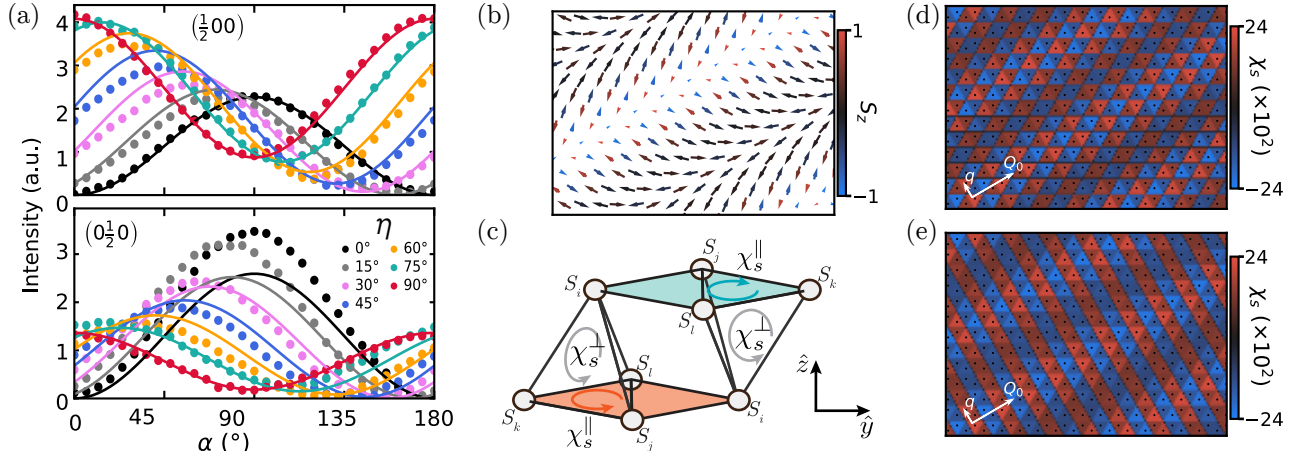 (a)
(½00)
4
3
2
1
0
Intensity (a.u.)
(0½0)
η
0° 60°
15° 75°
30° 90°
45°
3
2
1
0
0 45 90 135 180
α (°)
(b)
1
S_z
−1
(c)
S_j χ_s^∥
S_i S_k
S_l
χ_s^⊥ χ_s^⊥
S_l
S_k S_i
χ_s^∥ S_j
ẑ
ŷ
(d)
q Q_0
24
χ_s (×10²)
−24
(e)
q Q_0
24
χ_s (×10²)
−24